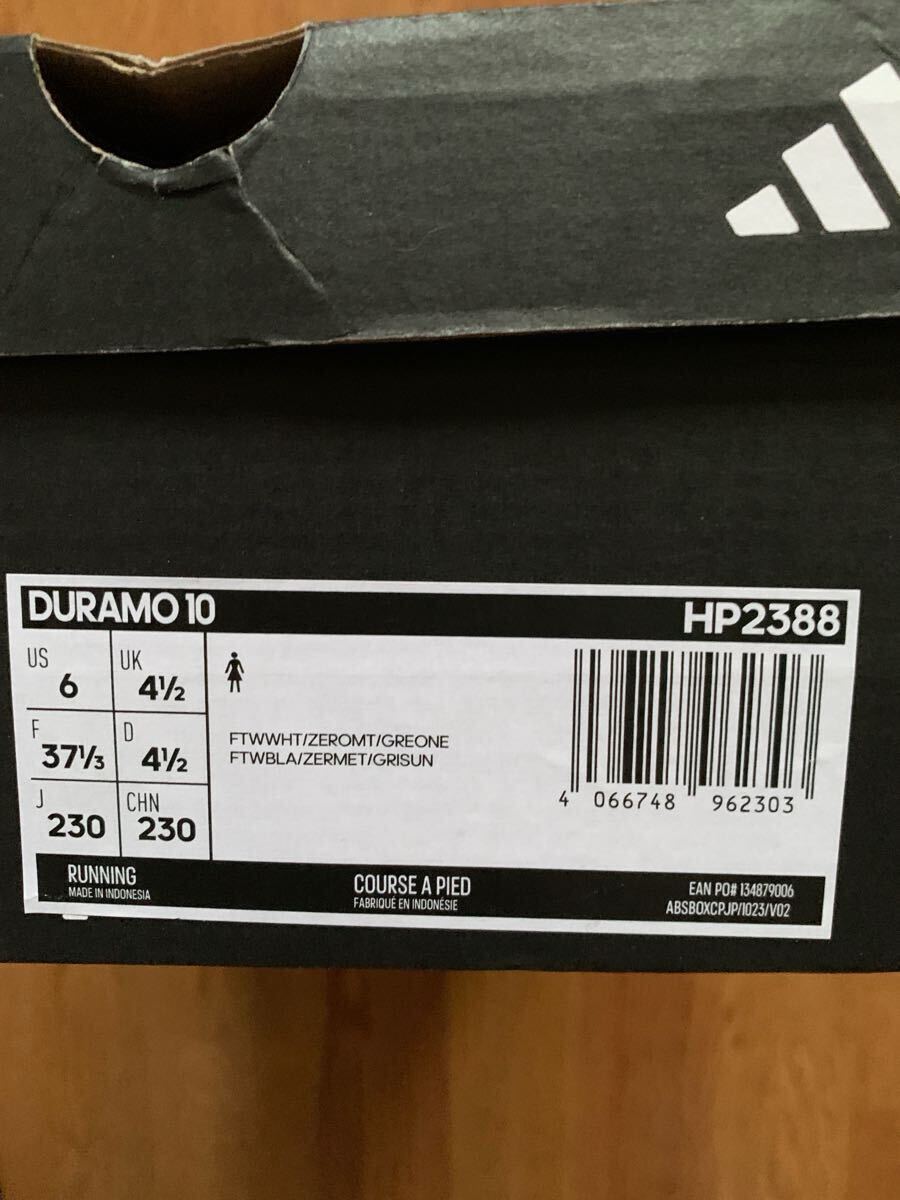 DURAMO 10 HP2388
US 6 UK 4½
F 37⅓ D 4½
J 230 CHN 230
FTWWHT/ZEROMT/GREONE
FTWBLA/ZERMET/GRISUN
4 066748 962303
RUNNING
MADE IN INDONESIA
COURSE A PIED
FABRIQUÉ EN INDONÉSIE
EAN PO# 134879006
ABSBOXCPJP/1023/V02